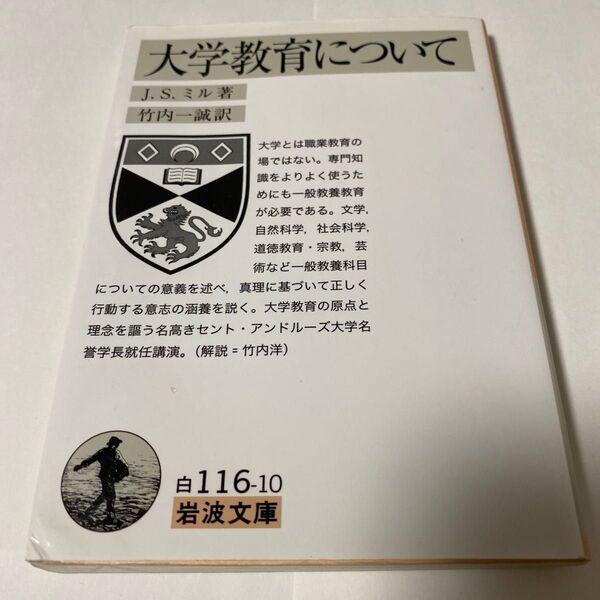 大学教育について
J.S.ミル著
竹内一誠訳
大学とは職業教育の
場ではない。専門知
識をよりよく使うた
めにも一般教養教育
が必要である。文学,
自然科学, 社会科学,
道徳教育・宗教, 芸
術など一般教養科目
についての意義を述べ, 真理に基づいて正しく
行動する意志の涵養を説く。大学教育の原点と
理念を謳う名高きセント・アンドルーズ大学名
誉学長就任講演。(解説=竹内洋)
白116-10
岩波文庫